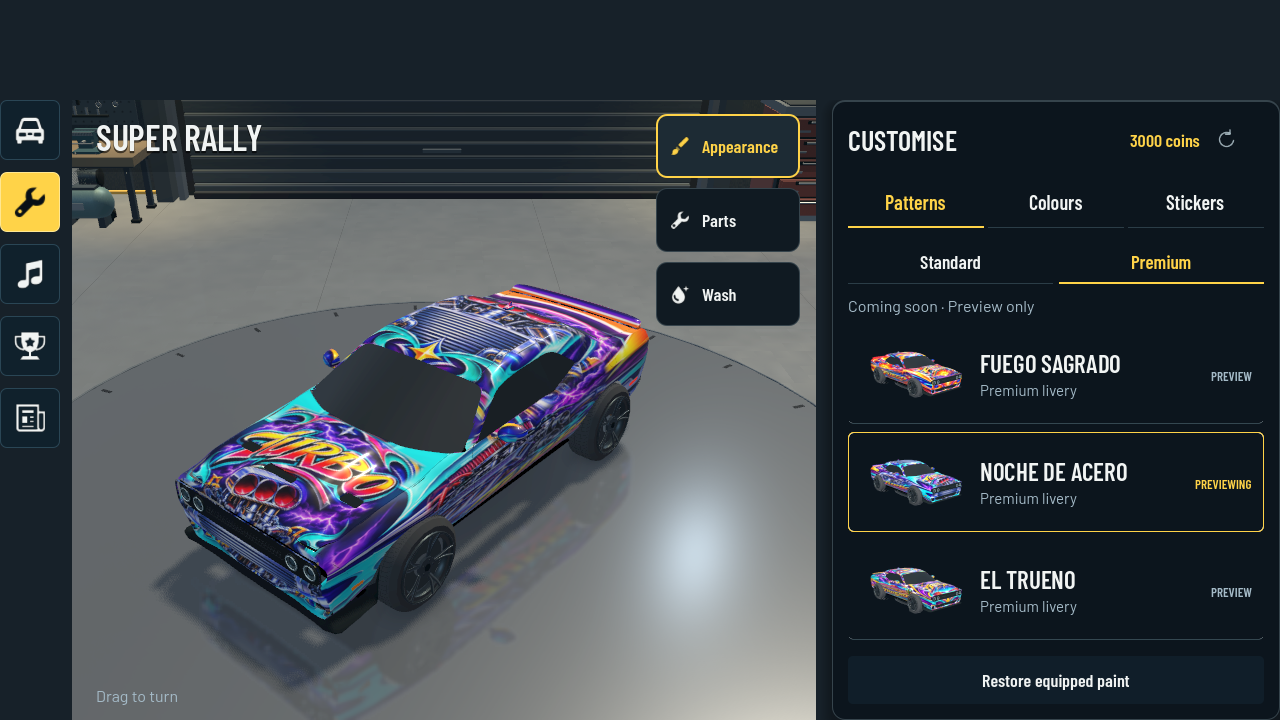 SUPER RALLY
Appearance
Parts
Wash
TURBO
Drag to turn
CUSTOMISE
3000 coins
Patterns
Colours
Stickers
Standard
Premium
Coming soon · Preview only
FUEGO SAGRADO
Premium livery
PREVIEW
NOCHE DE ACERO
Premium livery
PREVIEWING
EL TRUENO
Premium livery
PREVIEW
Restore equipped paint